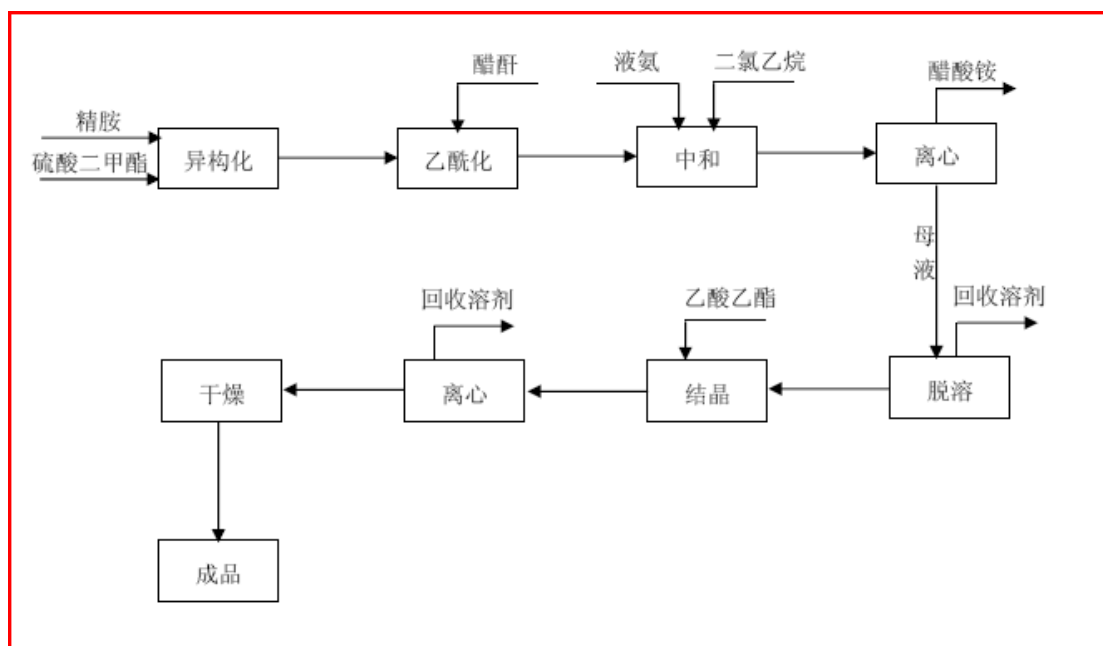 醋酐
液氨
二氯乙烷
醋酸铵
精胺
硫酸二甲酯
异构化
乙酰化
中和
离心
母
液
回收溶剂
乙酸乙酯
回收溶剂
干燥
离心
结晶
脱溶
成品